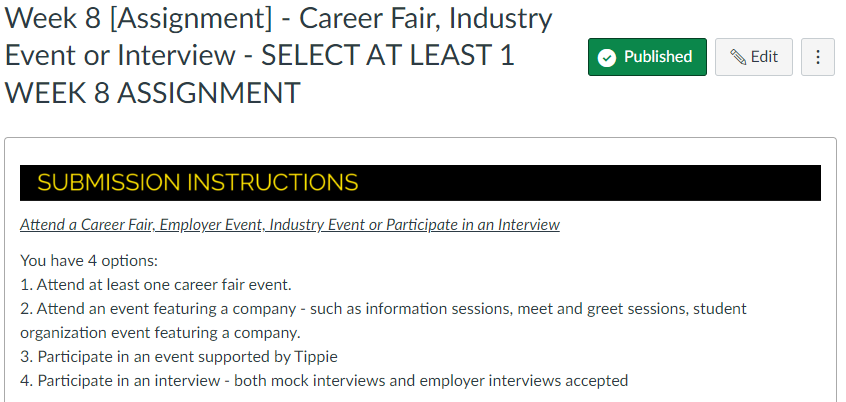 Week 8 [Assignment] - Career Fair, Industry
Event or Interview - SELECT AT LEAST 1
WEEK 8 ASSIGNMENT
Published
Edit
SUBMISSION INSTRUCTIONS
Attend a Career Fair, Employer Event, Industry Event or Participate in an Interview
You have 4 options:
1. Attend at least one career fair event.
2. Attend an event featuring a company - such as information sessions, meet and greet sessions, student
organization event featuring a company.
3. Participate in an event supported by Tippie
4. Participate in an interview - both mock interviews and employer interviews accepted